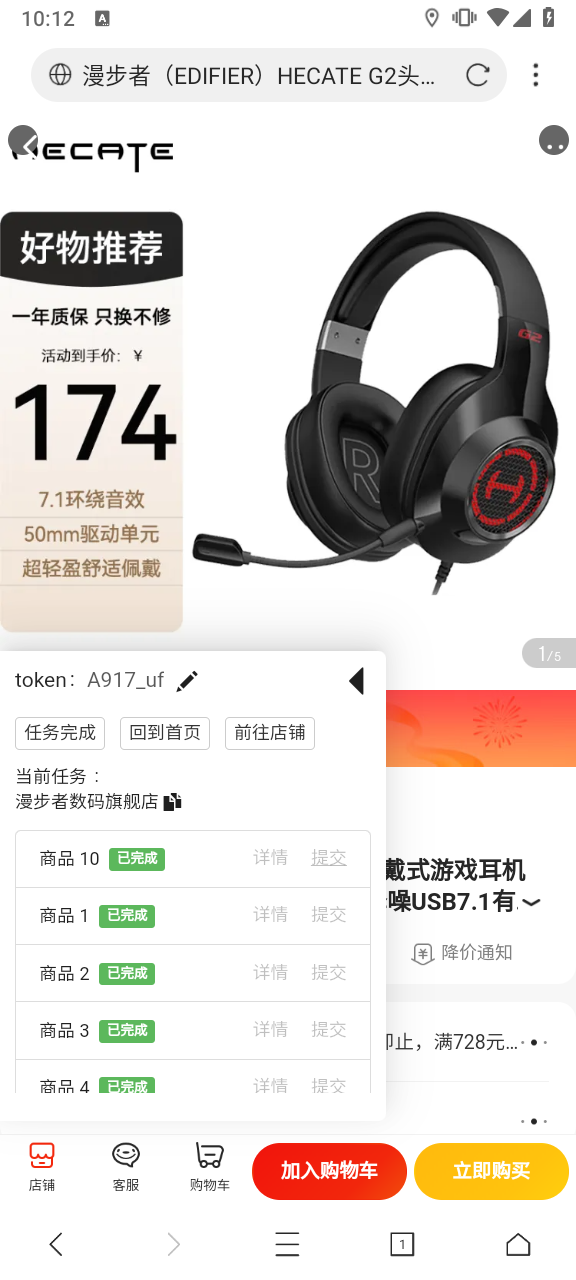 10:12
A
漫步者（EDIFIER）HECATE G2头…
HECATE
好物推荐
一年质保 只换不修
活动到手价：¥
174
7.1环绕音效
50mm驱动单元
超轻盈舒适佩戴
G2
R
1/5
token： A917_uf
任务完成 回到首页 前往店铺
当前任务 ：
漫步者数码旗舰店
商品 10 已完成 详情 提交
商品 1 已完成 详情 提交
商品 2 已完成 详情 提交
商品 3 已完成 详情 提交
商品 4 已完成 详情 提交
戴式游戏耳机
噪USB7.1有
降价通知
即止，满728元…
店铺 客服 购物车 加入购物车 立即购买
1